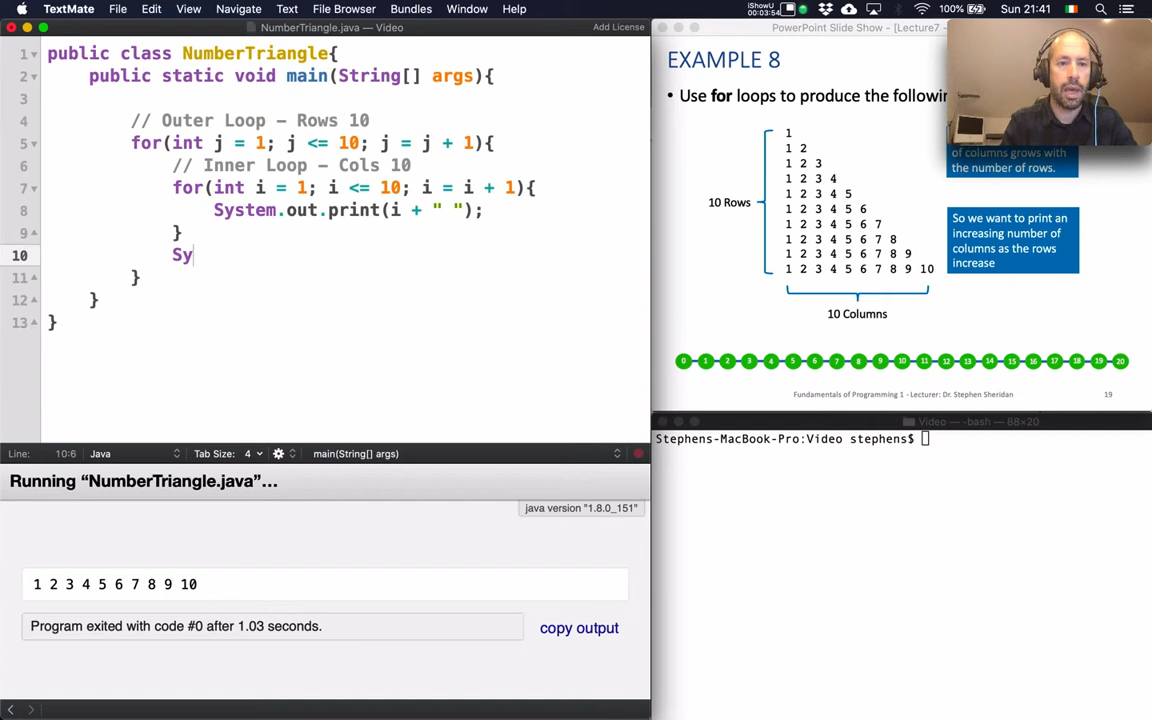 TextMate File Edit View Navigate Text File Browser Bundles Window Help
iShowU
00:03:54
100% Sun 21:41
NumberTriangle.java — Video
Add License
1 public class NumberTriangle{
2 public static void main(String[] args){
3
4 // Outer Loop – Rows 10
5 for(int j = 1; j <= 10; j = j + 1){
6 // Inner Loop – Cols 10
7 for(int i = 1; i <= 10; i = i + 1){
8 System.out.print(i + " ");
9 }
10 Sy
11 }
12 }
13 }
Line: 10:6 Java Tab Size: 4 main(String[] args)
Running “NumberTriangle.java”...
java version "1.8.0_151"
1 2 3 4 5 6 7 8 9 10
Program exited with code #0 after 1.03 seconds.
copy output
PowerPoint Slide Show - [Lecture7 -
EXAMPLE 8
• Use for loops to produce the followin
10 Rows
1
1 2
1 2 3
1 2 3 4
1 2 3 4 5
1 2 3 4 5 6
1 2 3 4 5 6 7
1 2 3 4 5 6 7 8
1 2 3 4 5 6 7 8 9
1 2 3 4 5 6 7 8 9 10
10 Columns
of columns grows with
the number of rows.
So we want to print an
increasing number of
columns as the rows
increase
0 1 2 3 4 5 6 7 8 9 10 11 12 13 14 15 16 17 18 19 20
Fundamentals of Programming 1 - Lecturer: Dr. Stephen Sheridan
19
Video — -bash — 88×20
Stephens-MacBook-Pro:Video stephens$